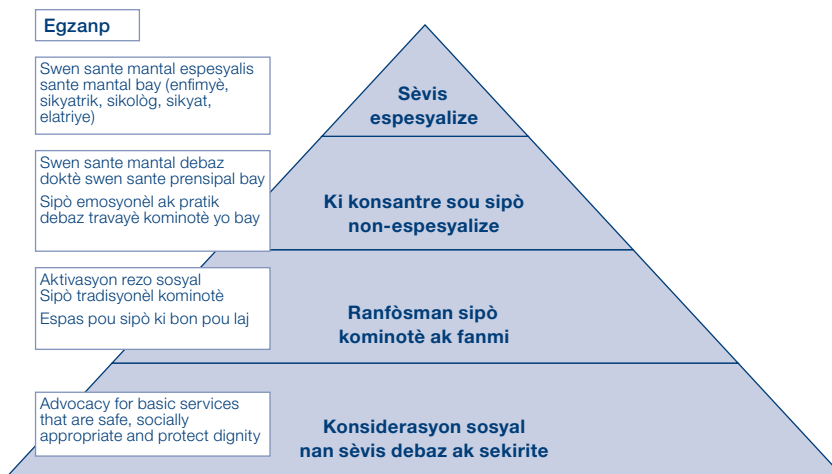 Egzanp
Swen sante mantal espesyalis
sante mantal bay (enfimyè,
sikyatrik, sikològ, sikyat,
elatriye)
Sèvis
espesyalize
Swen sante mantal debaz
doktè swen sante prensipal bay
Sipò emosyonèl ak pratik
debaz travayè kominotè yo bay
Ki konsantre sou sipò
non-espesyalize
Aktivasyon rezo sosyal
Sipò tradisyonèl kominotè
Espas pou sipò ki bon pou laj
Ranfòsman sipò
kominotè ak fanmi
Advocacy for basic services
that are safe, socially
appropriate and protect dignity
Konsiderasyon sosyal
nan sèvis debaz ak sekirite